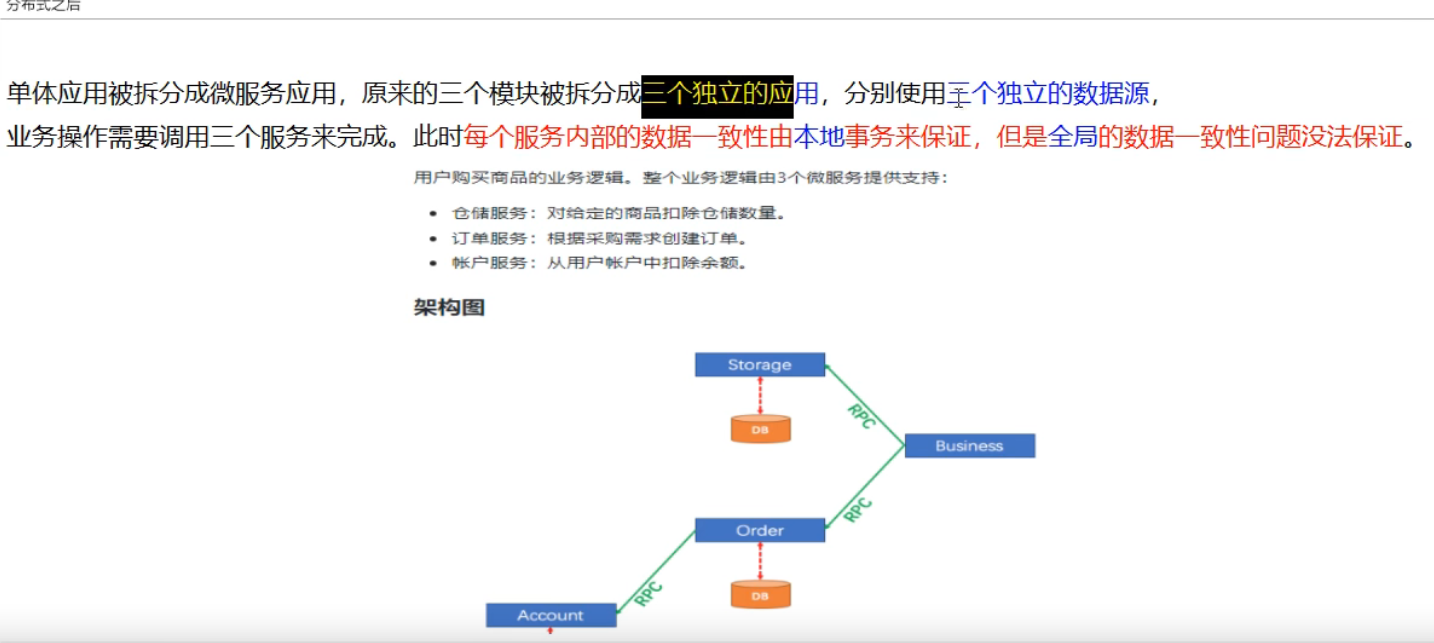 分布式之后
单体应用被拆分成微服务应用，原来的三个模块被拆分成三个独立的应用，分别使用三个独立的数据源，
业务操作需要调用三个服务来完成。此时每个服务内部的数据一致性由本地事务来保证，但是全局的数据一致性问题没法保证。
用户购买商品的业务逻辑。整个业务逻辑由3个微服务提供支持：
• 仓储服务：对给定的商品扣除仓储数量。
• 订单服务：根据采购需求创建订单。
• 帐户服务：从用户帐户中扣除余额。
架构图
Storage
RPC
DB
Business
RPC
Order
DB
RPC
Account